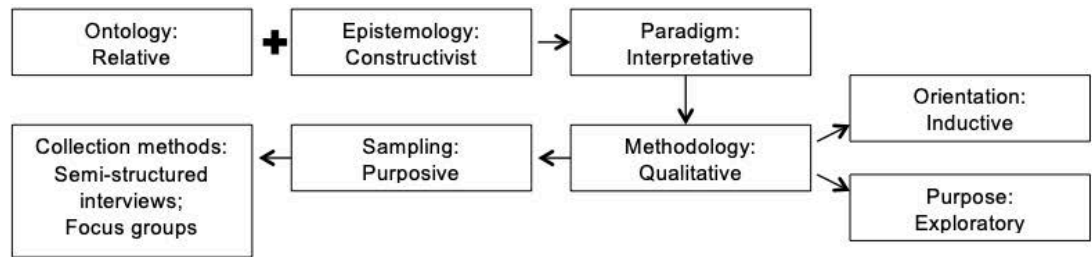 Ontology:
Relative
Epistemology:
Constructivist
Paradigm:
Interpretative
Orientation:
Inductive
Collection methods:
Semi-structured
interviews;
Focus groups
Sampling:
Purposive
Methodology:
Qualitative
Purpose:
Exploratory